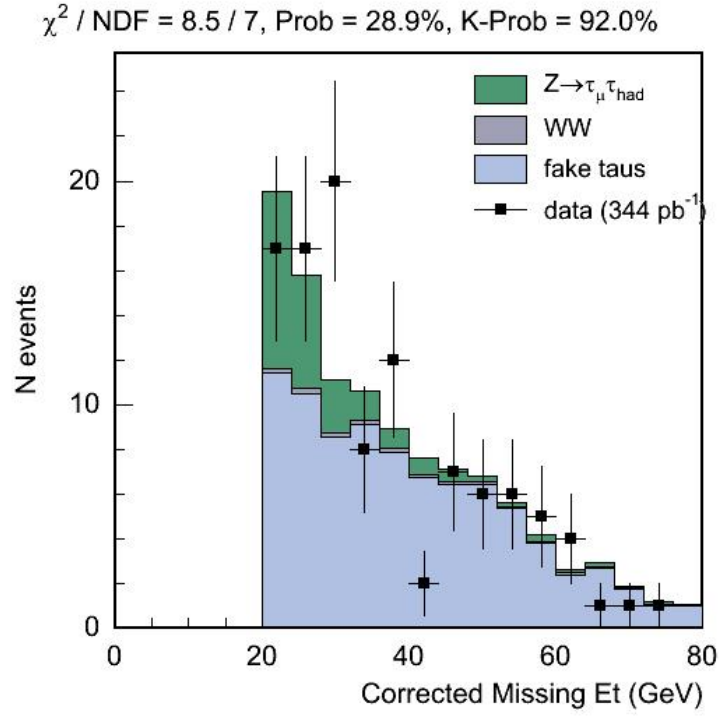 χ² / NDF = 8.5 / 7, Prob = 28.9%, K-Prob = 92.0%
Z→τ_μτ_had
WW
fake taus
data (344 pb⁻¹)
N events
20
10
0
0 20 40 60 80
Corrected Missing Et (GeV)